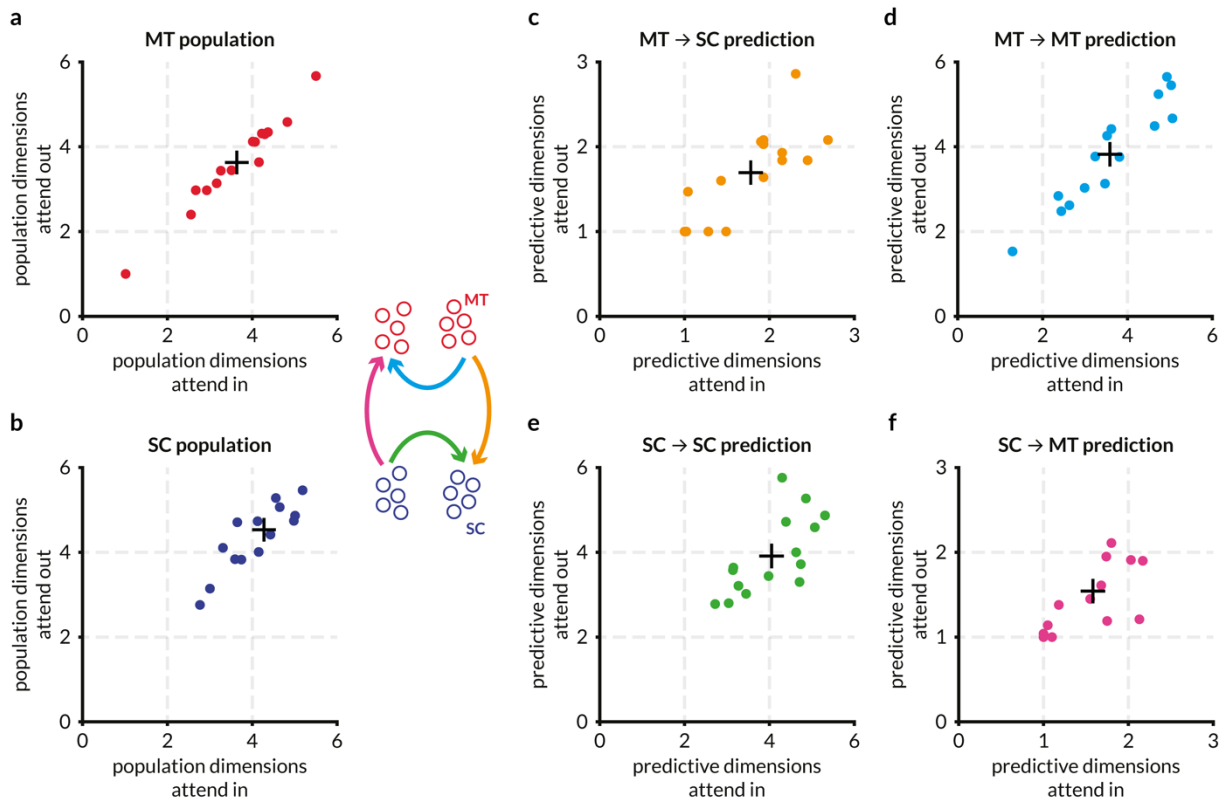 a
MT population
population dimensions
attend out
6
4
2
0
0 2 4 6
population dimensions
attend in
b
SC population
population dimensions
attend out
6
4
2
0
0 2 4 6
population dimensions
attend in
MT
SC
c
MT → SC prediction
predictive dimensions
attend out
3
2
1
0
0 1 2 3
predictive dimensions
attend in
d
MT → MT prediction
predictive dimensions
attend out
6
4
2
0
0 2 4 6
predictive dimensions
attend in
e
SC → SC prediction
predictive dimensions
attend out
6
4
2
0
0 2 4 6
predictive dimensions
attend in
f
SC → MT prediction
predictive dimensions
attend out
3
2
1
0
0 1 2 3
predictive dimensions
attend in